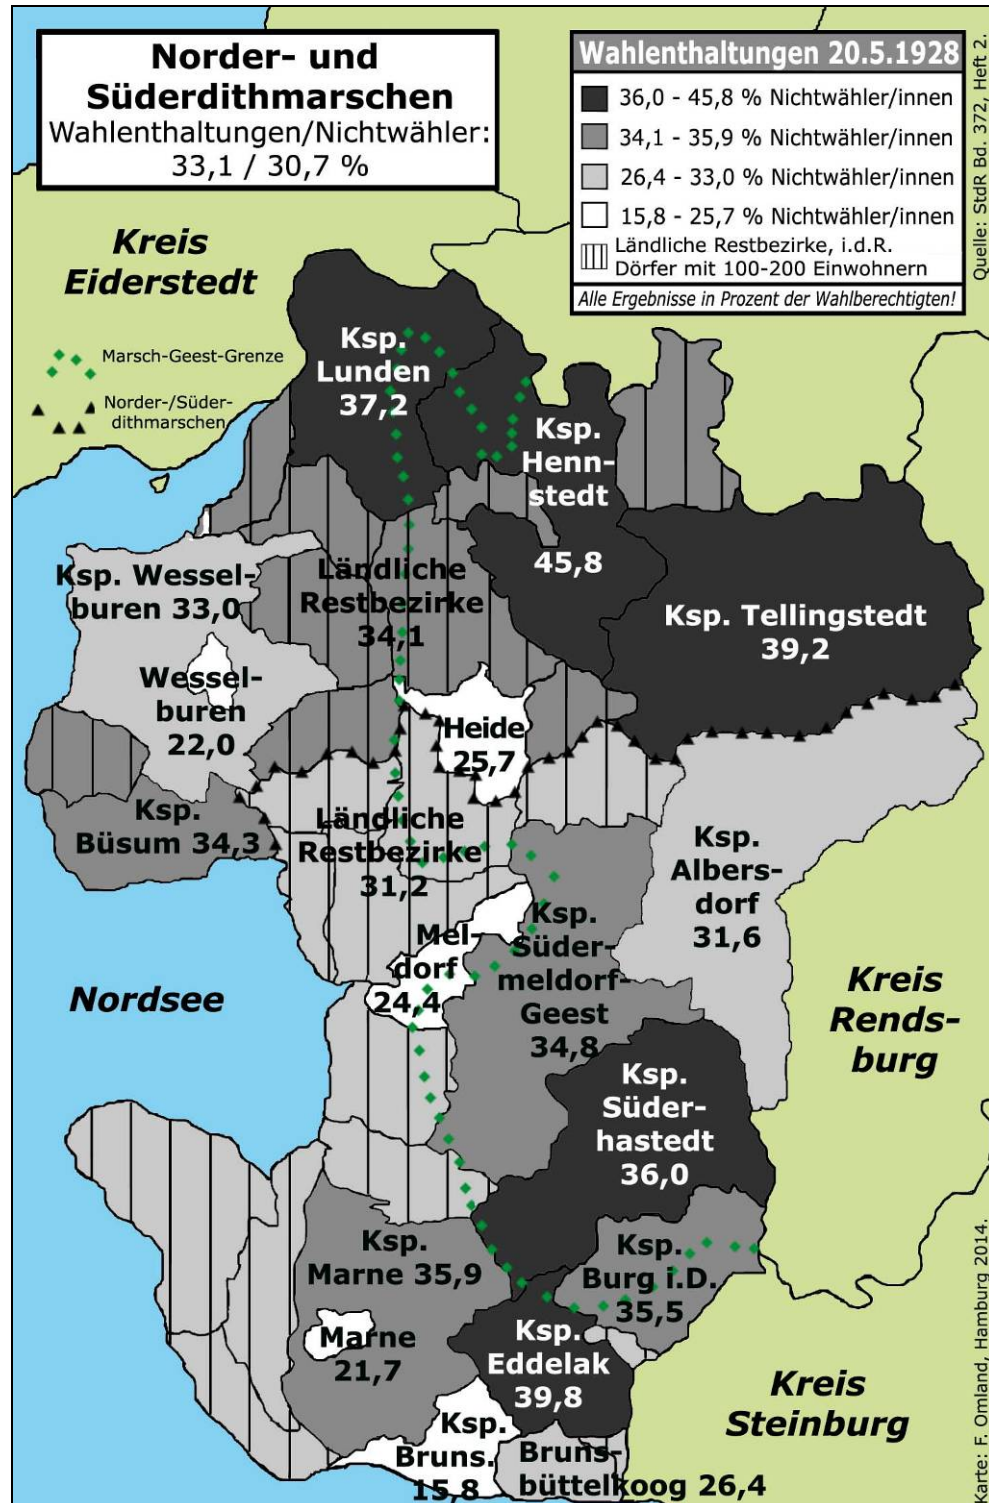 Norder- und
Süderdithmarschen
Wahlenthaltungen/Nichtwähler:
33,1 / 30,7 %
Wahlenthaltungen 20.5.1928
36,0 - 45,8 % Nichtwähler/innen
34,1 - 35,9 % Nichtwähler/innen
26,4 - 33,0 % Nichtwähler/innen
15,8 - 25,7 % Nichtwähler/innen
Ländliche Restbezirke, i.d.R.
Dörfer mit 100-200 Einwohnern
Alle Ergebnisse in Prozent der Wahlberechtigten!
Quelle: StdR Bd. 372, Heft 2.
Kreis
Eiderstedt
Marsch-Geest-Grenze
Norder-/Süder-
dithmarschen
Ksp.
Lunden
37,2
Ksp.
Henn-
stedt
45,8
Ksp. Wessel-
buren 33,0
Ländliche
Restbezirke
34,1
Ksp. Tellingstedt
39,2
Wessel-
buren
22,0
Heide
25,7
Ksp.
Büsum 34,3
Ländliche
Restbezirke
31,2
Ksp.
Albers-
dorf
31,6
Mel-
dorf
24,4
Ksp.
Süder-
meldorf-
Geest
34,8
Nordsee
Kreis
Rends-
burg
Ksp.
Süder-
hastedt
36,0
Ksp.
Marne 35,9
Ksp.
Burg i.D.
35,5
Marne
21,7
Ksp.
Eddelak
39,8
Kreis
Steinburg
Ksp.
Bruns.
15,8
Bruns-
büttelkoog 26,4
Karte: F. Omland, Hamburg 2014.